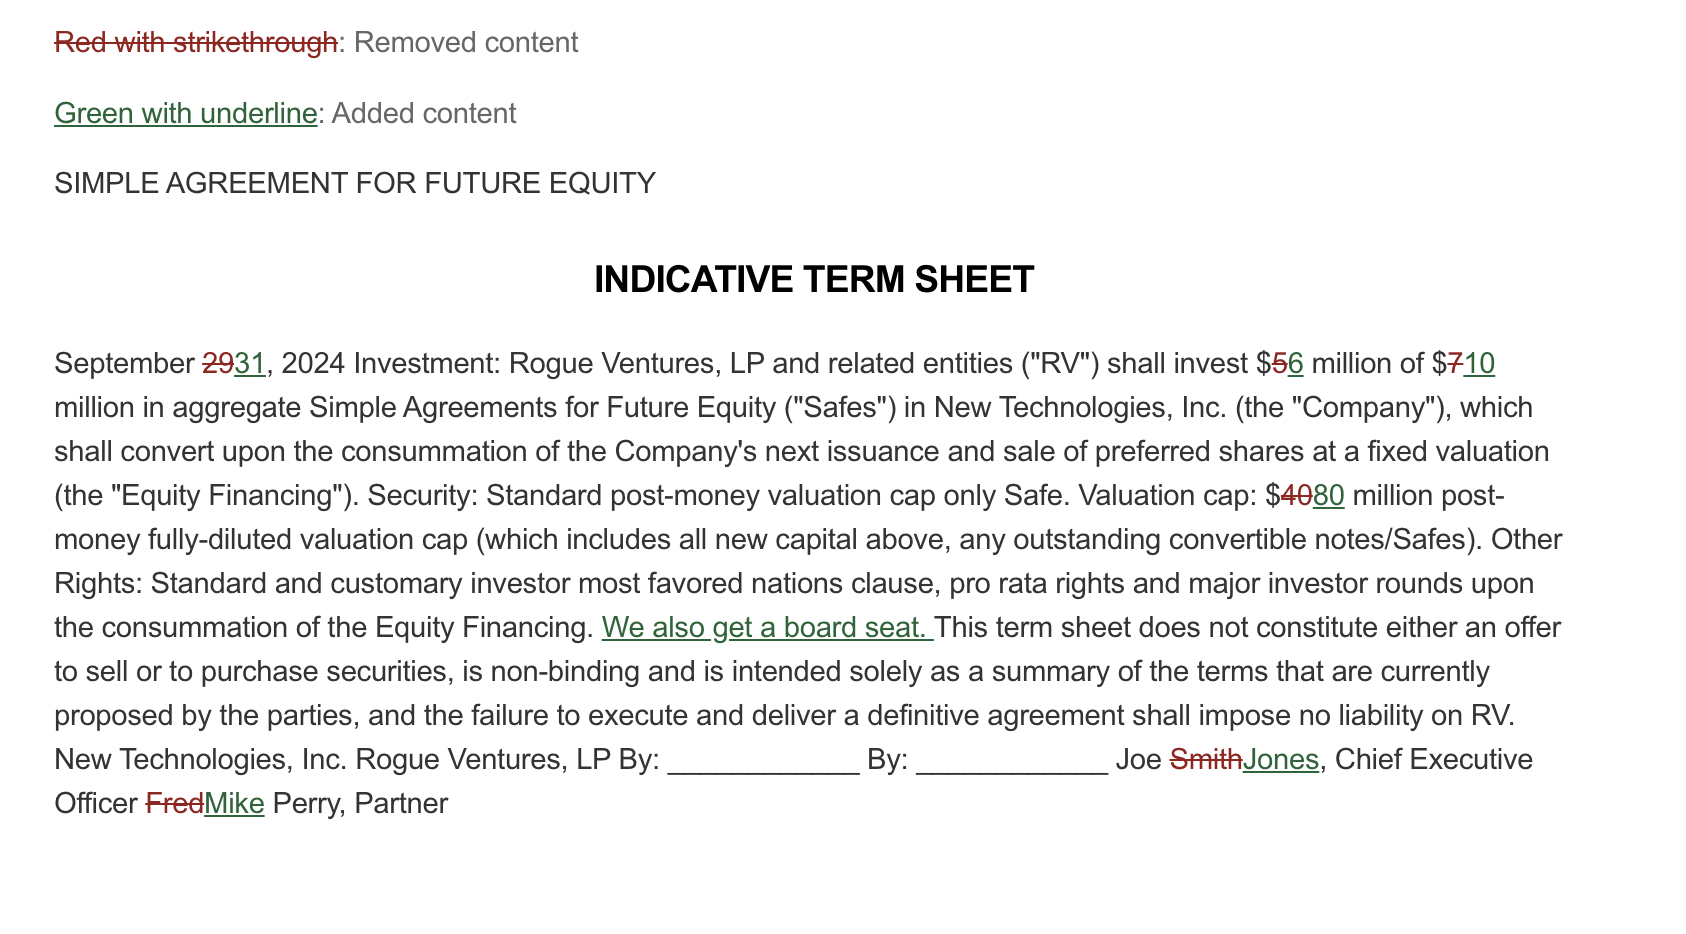 Red with strikethrough: Removed content
Green with underline: Added content
SIMPLE AGREEMENT FOR FUTURE EQUITY
INDICATIVE TERM SHEET
September 2931, 2024 Investment: Rogue Ventures, LP and related entities ("RV") shall invest $56 million of $710
million in aggregate Simple Agreements for Future Equity ("Safes") in New Technologies, Inc. (the "Company"), which
shall convert upon the consummation of the Company's next issuance and sale of preferred shares at a fixed valuation
(the "Equity Financing"). Security: Standard post-money valuation cap only Safe. Valuation cap: $4080 million post-
money fully-diluted valuation cap (which includes all new capital above, any outstanding convertible notes/Safes). Other
Rights: Standard and customary investor most favored nations clause, pro rata rights and major investor rounds upon
the consummation of the Equity Financing. We also get a board seat. This term sheet does not constitute either an offer
to sell or to purchase securities, is non-binding and is intended solely as a summary of the terms that are currently
proposed by the parties, and the failure to execute and deliver a definitive agreement shall impose no liability on RV.
New Technologies, Inc. Rogue Ventures, LP By: ____________ By: ____________ Joe SmithJones, Chief Executive
Officer FredMike Perry, Partner